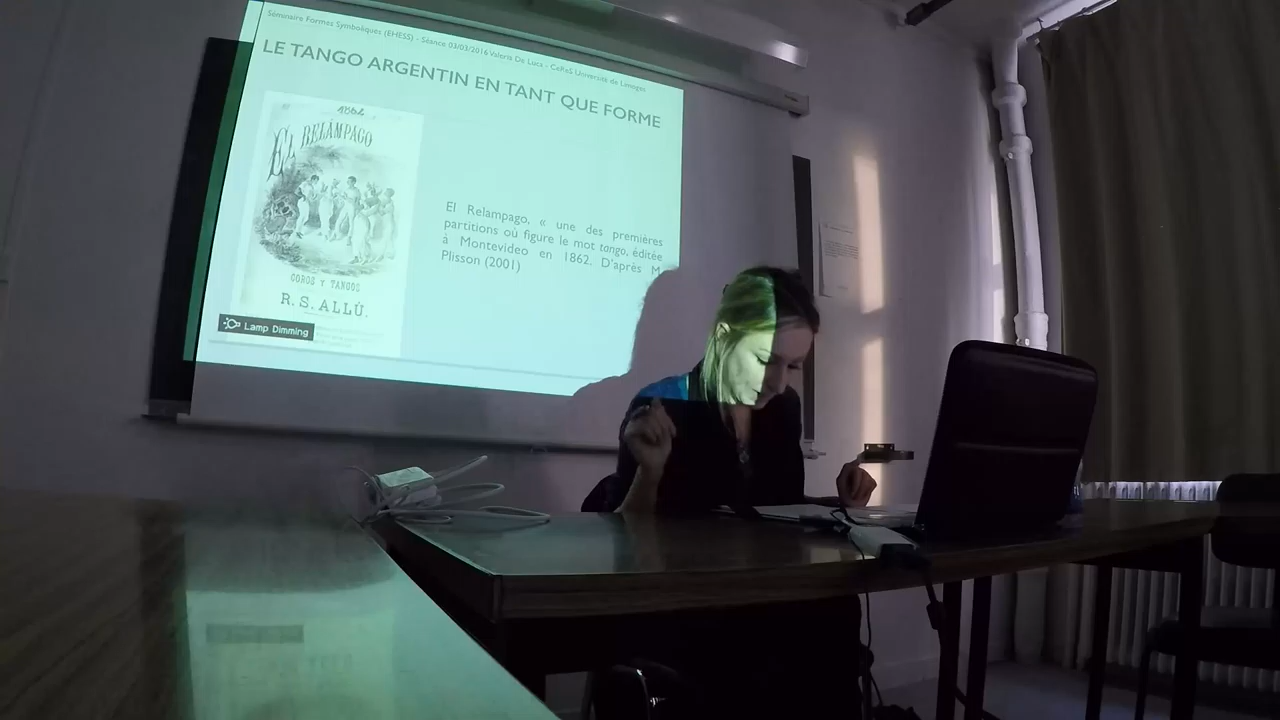 Séminaire Formes Symboliques (EHESS) - Séance 03/03/2016 Valeria De Luca - CeReS Université de Limoges
LE TANGO ARGENTIN EN TANT QUE FORME
1864
EL RELÁMPAGO
COROS Y TANGOS
R. S. ALLÚ.
El Relampago, « une des premières
partitions où figure le mot tango, éditée
à Montevideo en 1862. D'après M.
Plisson (2001)
Lamp Dimming